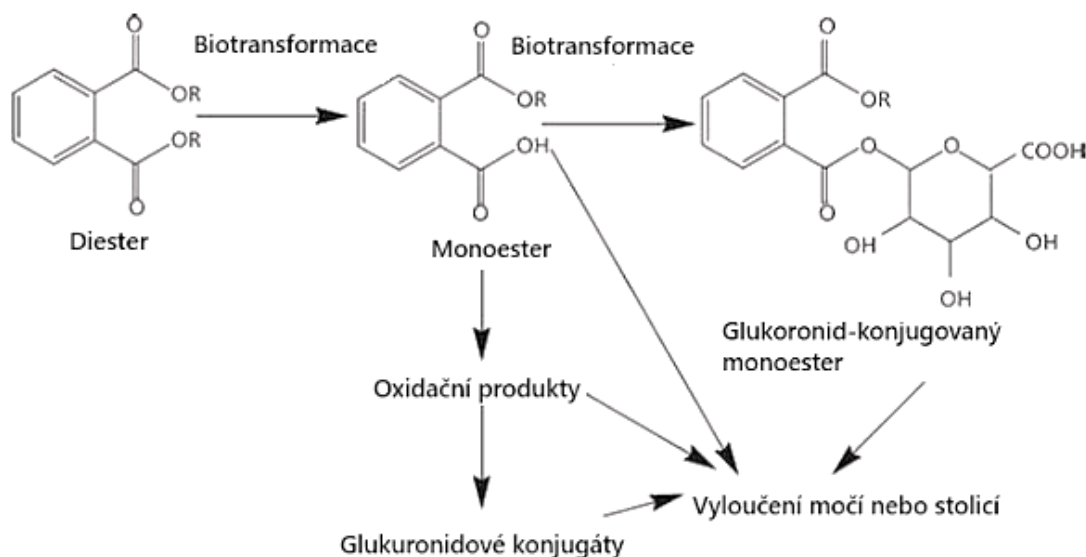 Biotransformace
Biotransformace
O
OR
OR
O
Diester
O
OR
OH
O
Monoester
O
OR
O
O
O
COOH
OH
OH
OH
Glukoronid-konjugovaný
monoester
Oxidační produkty
Vyloučení močí nebo stolicí
Glukuronidové konjugáty